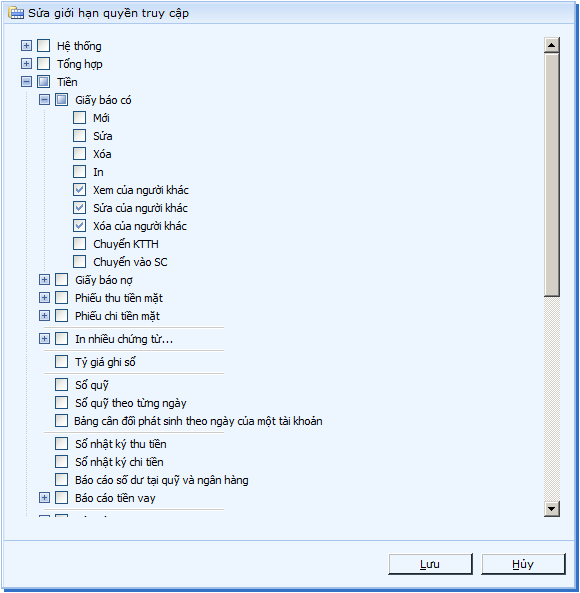 Sửa giới hạn quyền truy cập
Hệ thống
Tổng hợp
Tiền
Giấy báo có
Mới
Sửa
Xóa
In
Xem của người khác
Sửa của người khác
Xóa của người khác
Chuyển KTTH
Chuyển vào SC
Giấy báo nợ
Phiếu thu tiền mặt
Phiếu chi tiền mặt
In nhiều chứng từ...
Tỷ giá ghi sổ
Sổ quỹ
Sổ quỹ theo từng ngày
Bảng cân đối phát sinh theo ngày của một tài khoản
Sổ nhật ký thu tiền
Sổ nhật ký chi tiền
Báo cáo số dư tại quỹ và ngân hàng
Báo cáo tiền vay
Lưu Hủy